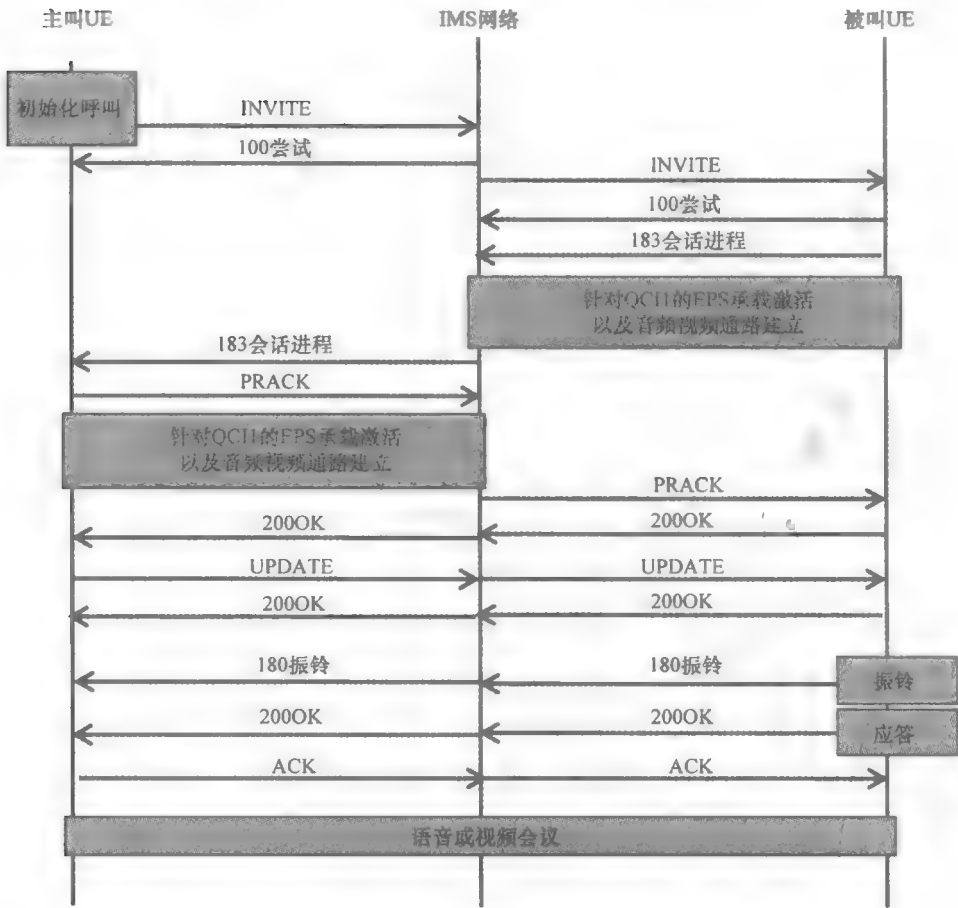 主叫UE
IMS网络
被叫UE
初始化呼叫
INVITE
100尝试
INVITE
100尝试
183会话进程
针对QCI1的EPS承载激活
以及音频视频通路建立
183会话进程
PRACK
针对QCI1的EPS承载激活
以及音频视频通路建立
PRACK
200OK
200OK
UPDATE
UPDATE
200OK
200OK
180振铃
180振铃
振铃
200OK
200OK
应答
ACK
ACK
语音或视频会议